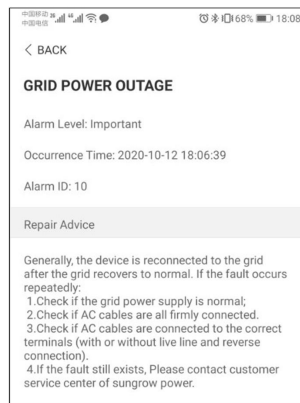 中国移动 26 46 68% 18:08
中国电信
< BACK
GRID POWER OUTAGE
Alarm Level: Important
Occurrence Time: 2020-10-12 18:06:39
Alarm ID: 10
Repair Advice
Generally, the device is reconnected to the grid
after the grid recovers to normal. If the fault occurs
repeatedly:
1.Check if the grid power supply is normal;
2.Check if AC cables are all firmly connected.
3.Check if AC cables are connected to the correct
terminals (with or without live line and reverse
connection).
4.If the fault still exists, Please contact customer
service center of sungrow power.